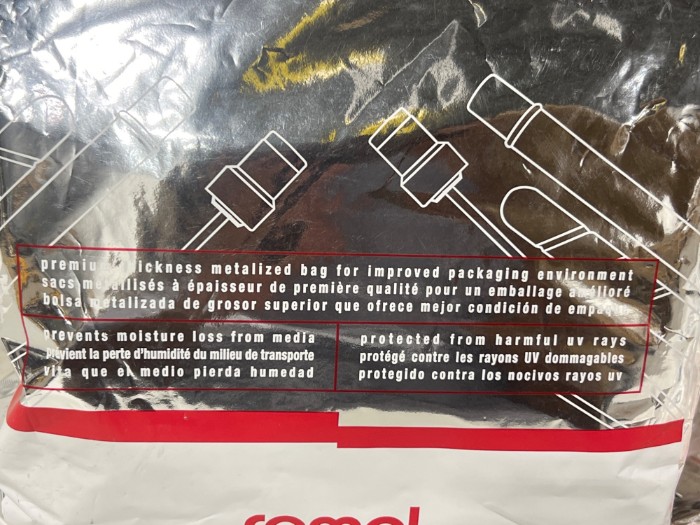 premium thickness metalized bag for improved packaging environment
sacs métallisés à épaisseur de première qualité pour un emballage amélioré
bolsa metalizada de grosor superior que ofrece mejor condición de empaque
prevents moisture loss from media
prévient la perte d'humidité du milieu de transporte
vita que el medio pierda humedad
protected from harmful uv rays
protégé contre les rayons UV dommagables
protegido contra los nocivos rayos uv
remel